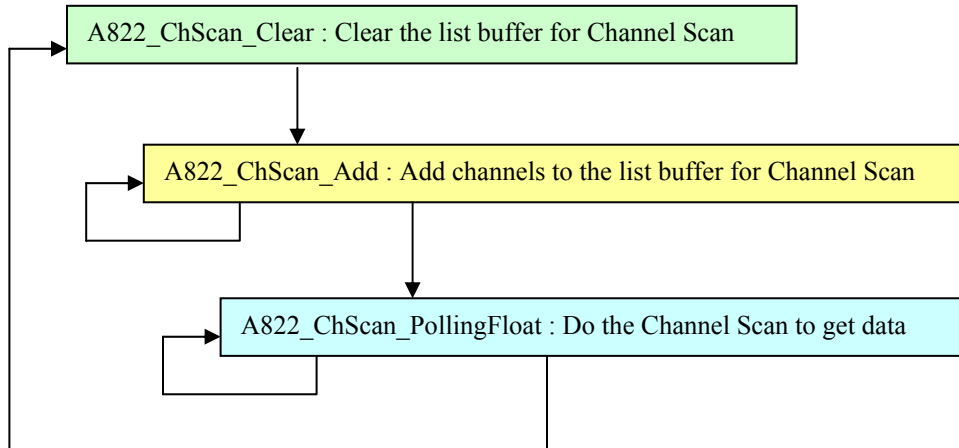 A822_ChScan_Clear : Clear the list buffer for Channel Scan
A822_ChScan_Add : Add channels to the list buffer for Channel Scan
A822_ChScan_PollingFloat : Do the Channel Scan to get data